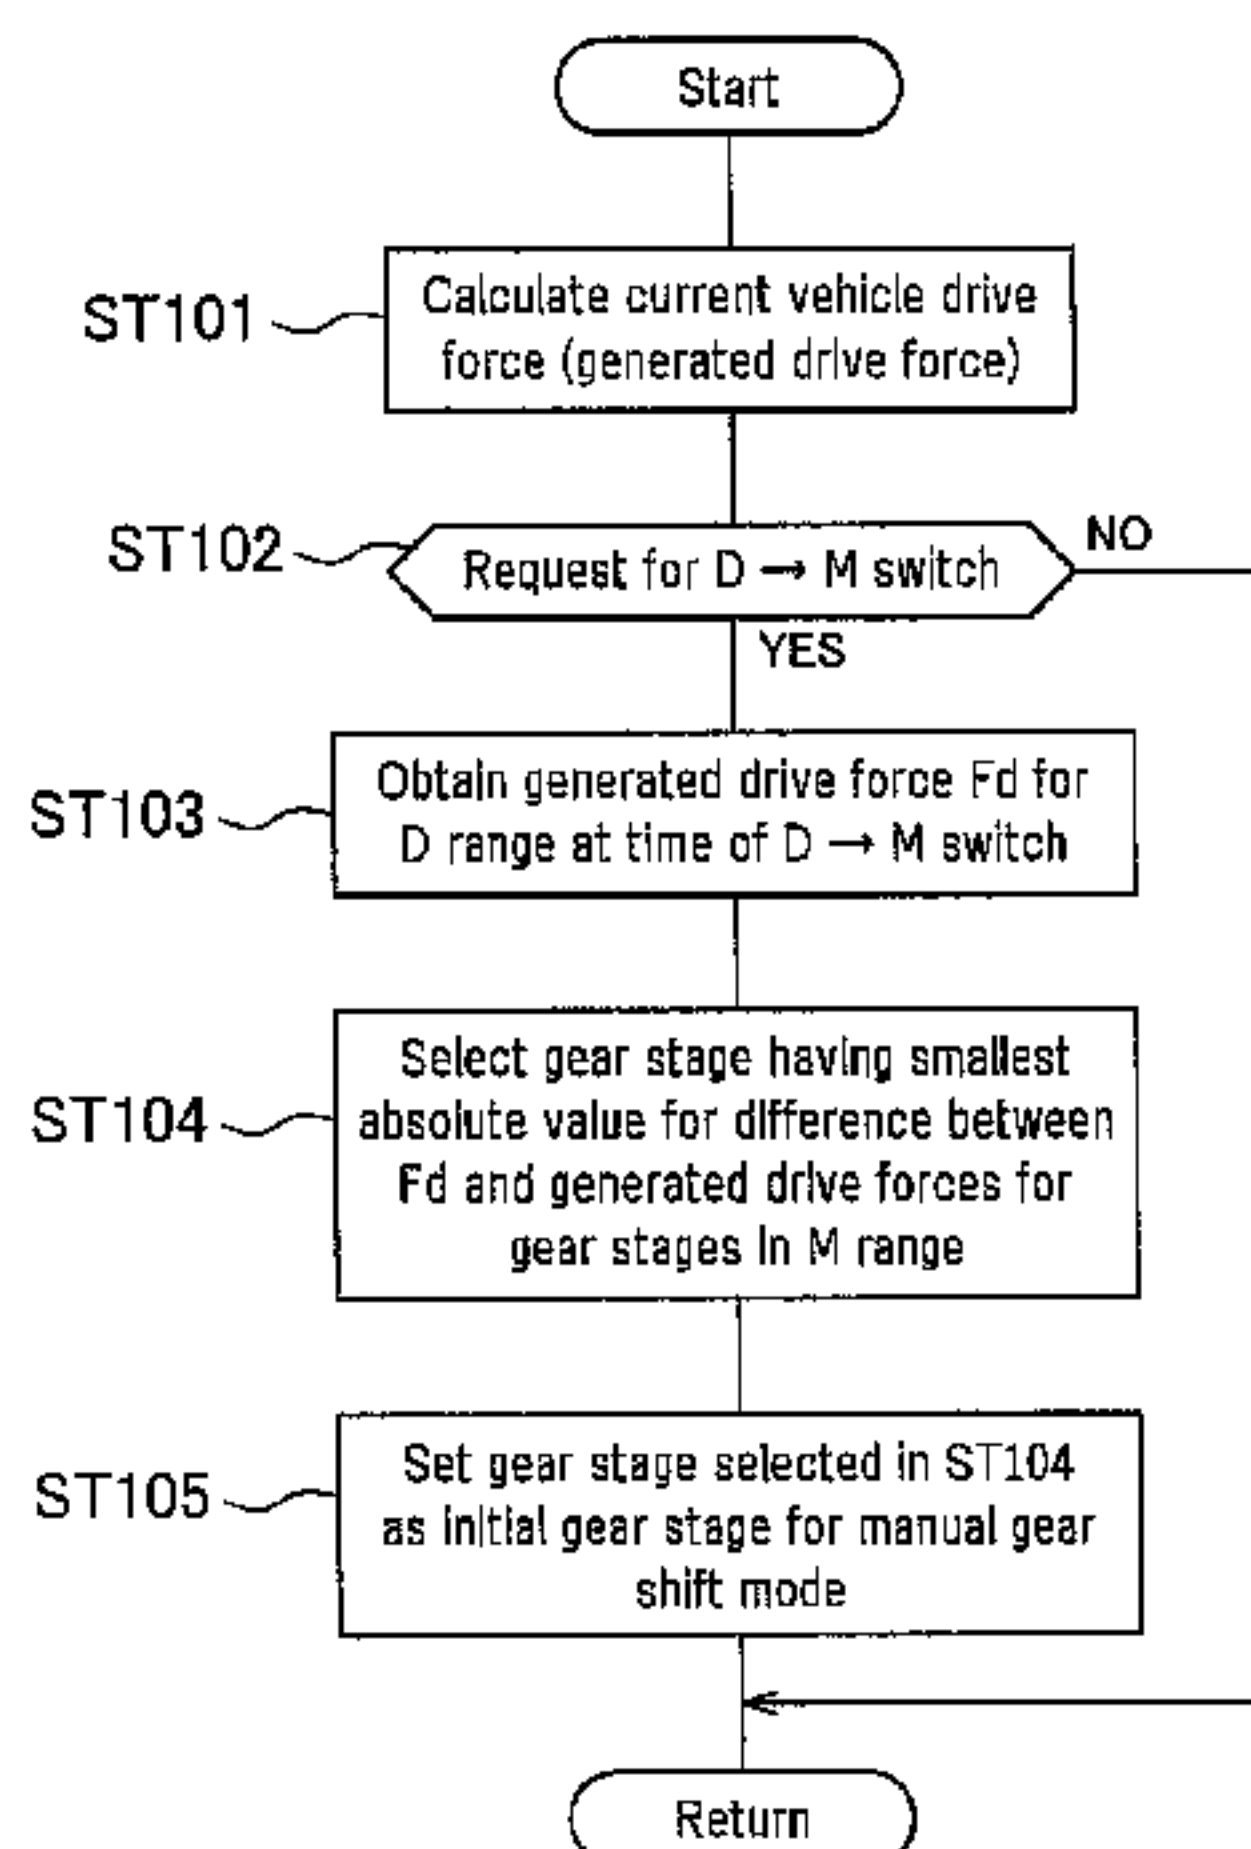 Start
ST101
Calculate current vehicle drive
force (generated drive force)
ST102
Request for D → M switch
NO
YES
ST103
Obtain generated drive force Fd for
D range at time of D → M switch
ST104
Select gear stage having smallest
absolute value for difference between
Fd and generated drive forces for
gear stages in M range
ST105
Set gear stage selected in ST104
as initial gear stage for manual gear
shift mode
Return